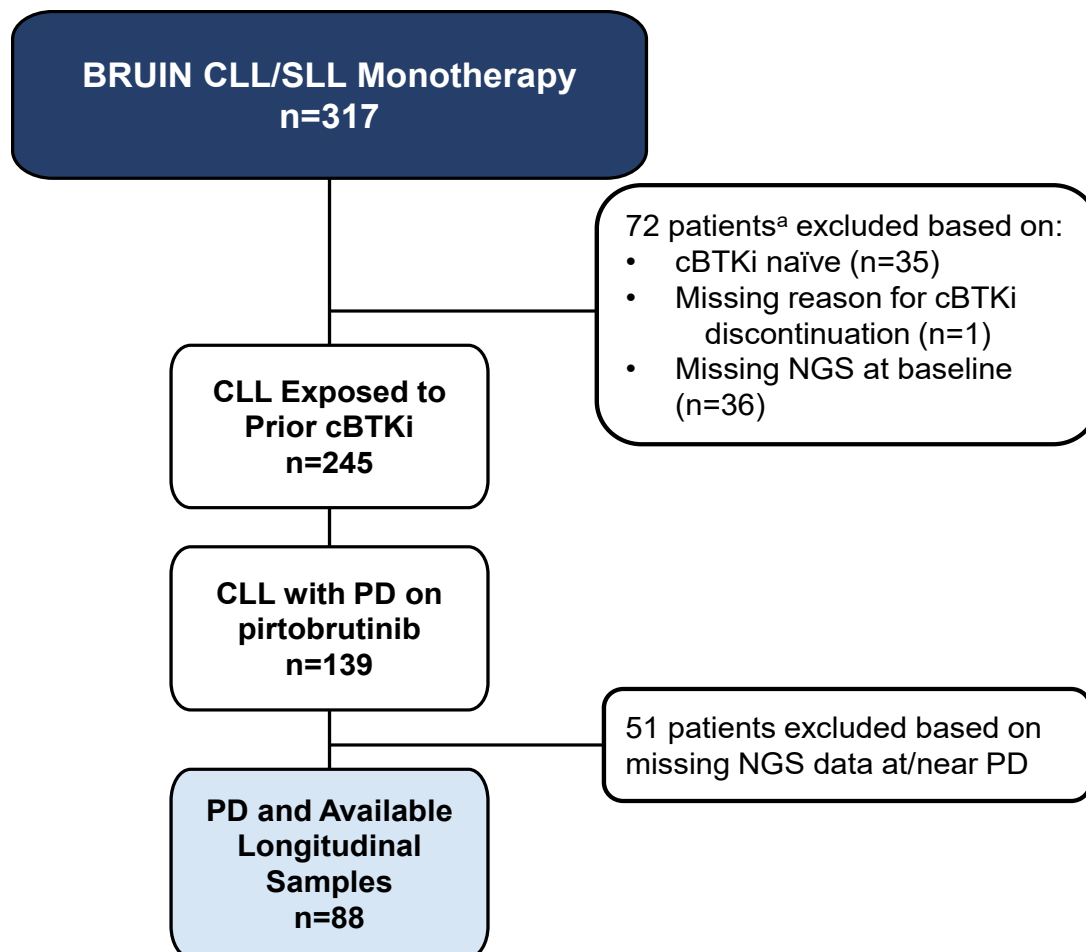 BRUIN CLL/SLL Monotherapy
n=317
72 patientsᵃ excluded based on:
• cBTKi naïve (n=35)
• Missing reason for cBTKi
discontinuation (n=1)
• Missing NGS at baseline
(n=36)
CLL Exposed to
Prior cBTKi
n=245
CLL with PD on
pirtobrutinib
n=139
51 patients excluded based on
missing NGS data at/near PD
PD and Available
Longitudinal
Samples
n=88